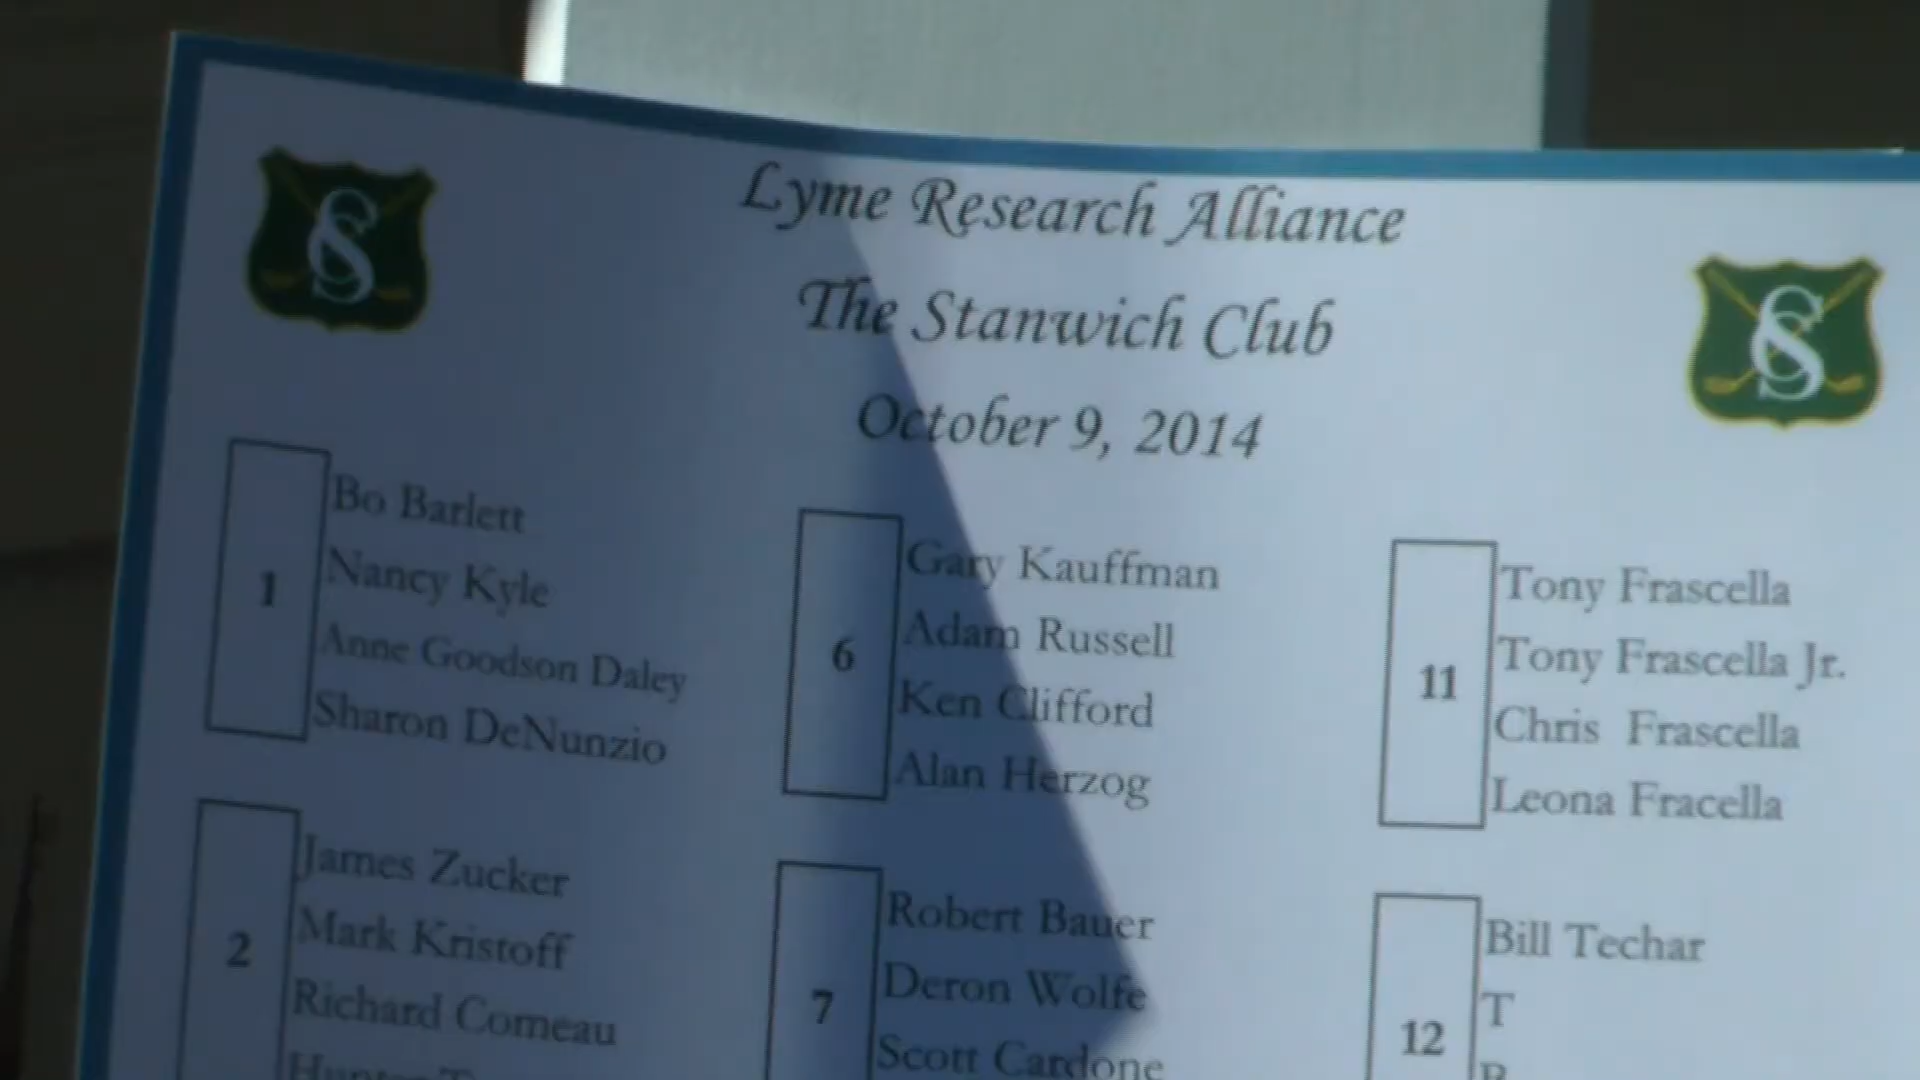 Lyme Research Alliance
The Stanwich Club
October 9, 2014
1
Bo Barlett
Nancy Kyle
Anne Goodson Daley
Sharon DeNunzio
2
James Zucker
Mark Kristoff
Richard Comeau
6
Gary Kauffman
Adam Russell
Ken Clifford
Alan Herzog
7
Robert Bauer
Deron Wolfe
Scott Cardone
11
Tony Frascella
Tony Frascella Jr.
Chris Frascella
Leona Fracella
12
Bill Techar
T